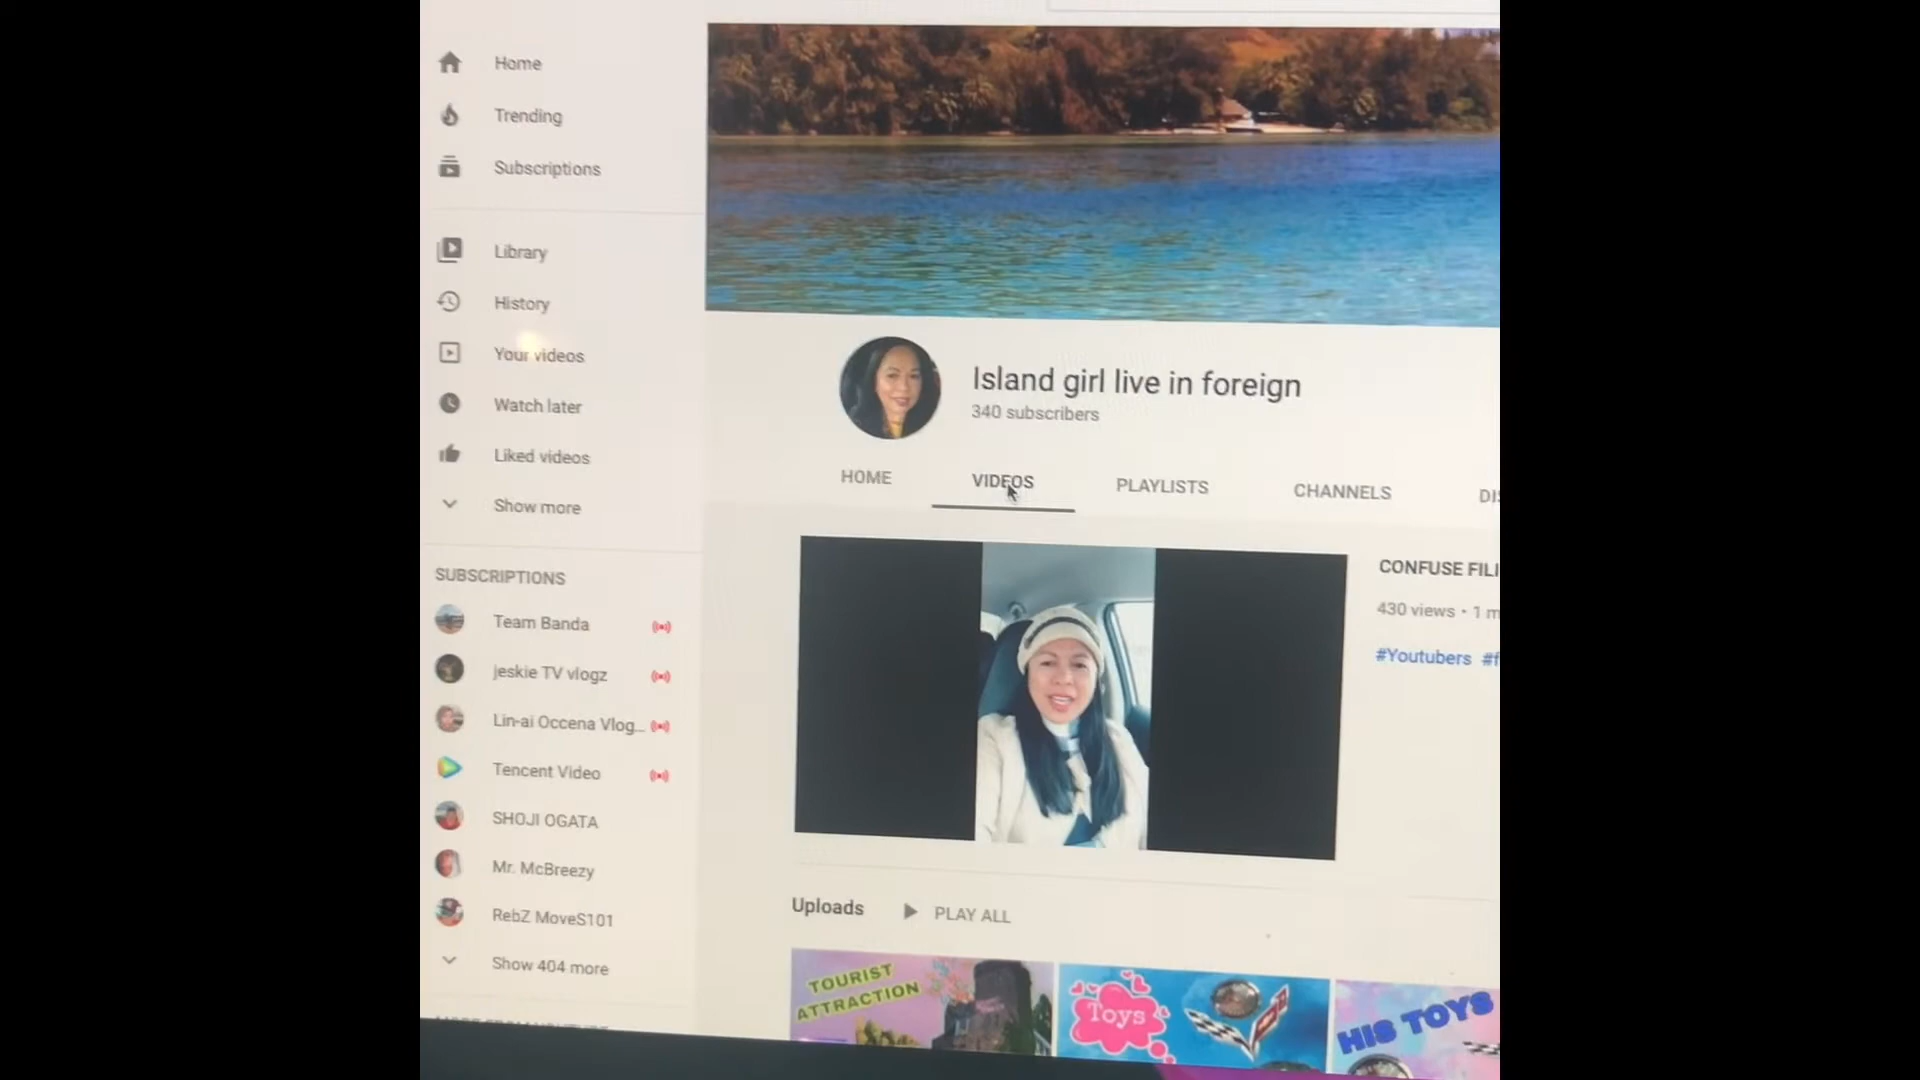 Home
Trending
Subscriptions
Library
History
Your videos
Watch later
Liked videos
Show more
SUBSCRIPTIONS
Team Banda
jeskie TV vlogz
Lin-ai Occena Vlog...
Tencent Video
SHOJI OGATA
Mr. McBreezy
RebZ MoveS101
Show 404 more
Island girl live in foreign
340 subscribers
HOME VIDEOS PLAYLISTS CHANNELS DI
CONFUSE FILI
430 views • 1 m
#Youtubers #f
Uploads PLAY ALL
TOURIST
ATTRACTION
Toys
HIS TOYS